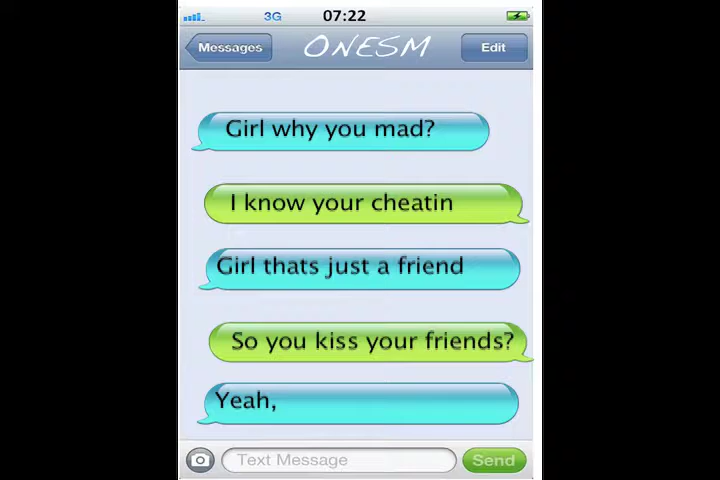 3G 07:22
Messages ONESM Edit
Girl why you mad?
I know your cheatin
Girl thats just a friend
So you kiss your friends?
Yeah,
Text Message Send